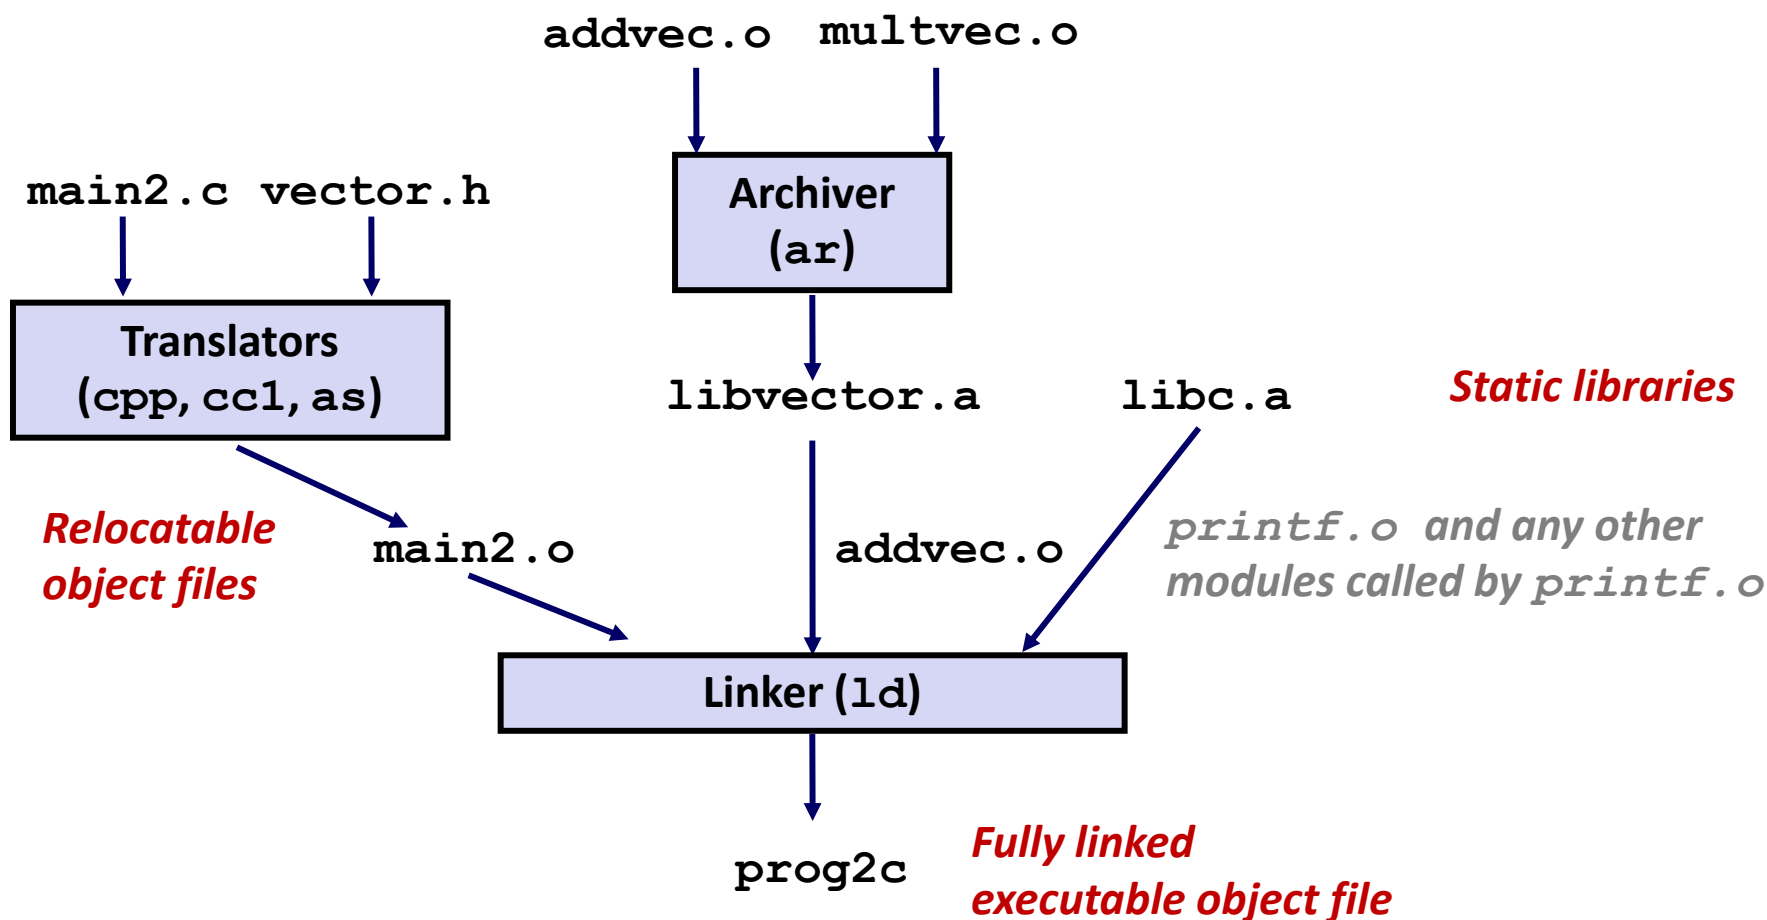 addvec.o multvec.o
main2.c vector.h
Archiver
(ar)
Translators
(cpp, cc1, as)
libvector.a
libc.a
Static libraries
Relocatable
object files
main2.o
addvec.o
printf.o and any other
modules called by printf.o
Linker (ld)
prog2c
Fully linked
executable object file